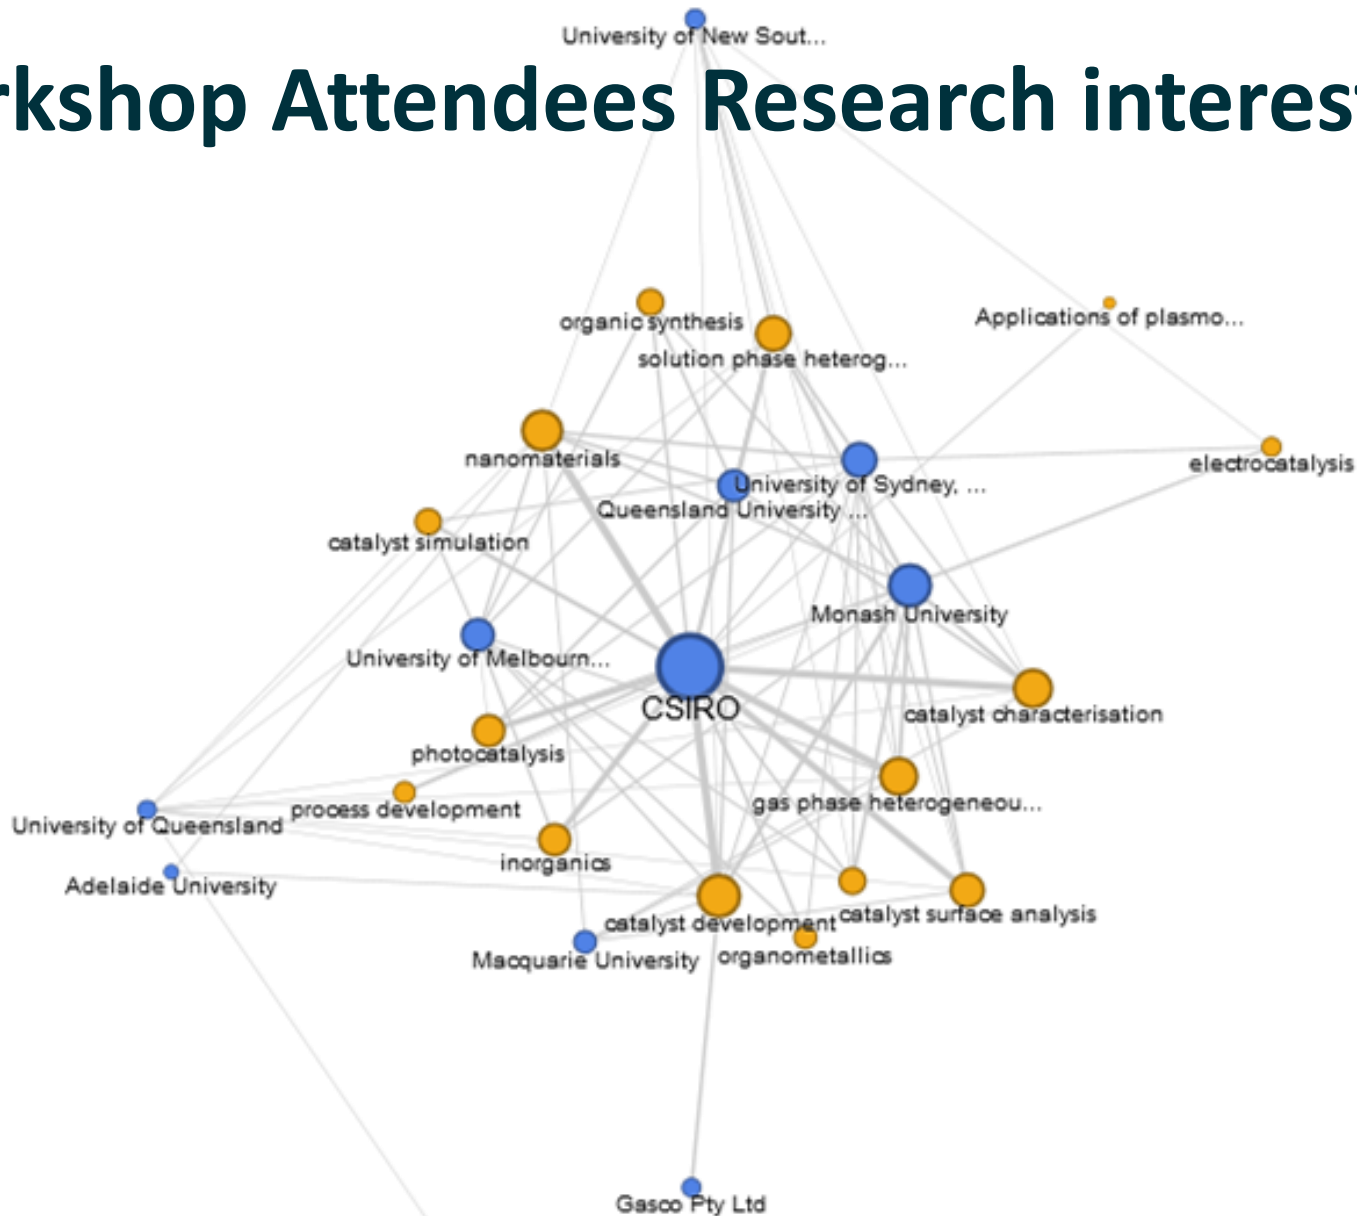 University of New Sout...
rkshop Attendees Research interest
organic synthesis
Applications of plasmo...
solution phase heterog...
nanomaterials
electrocatalysis
University of Sydney, ...
Queensland University ...
catalyst simulation
Monash University
University of Melbourn...
CSIRO
catalyst characterisation
photocatalysis
gas phase heterogeneou...
process development
University of Queensland
inorganics
Adelaide University
catalyst surface analysis
catalyst development
organometallics
Macquarie University
Gasco Pty Ltd